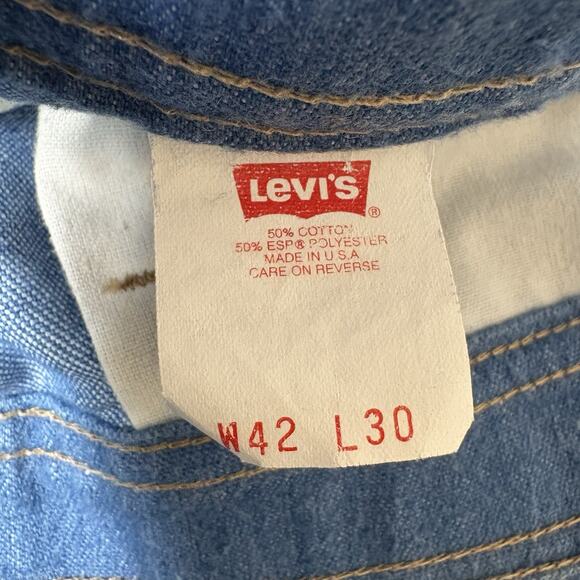 Levi's
®
50% COTTON
50% ESP® POLYESTER
MADE IN U.S.A
CARE ON REVERSE
W42 L30